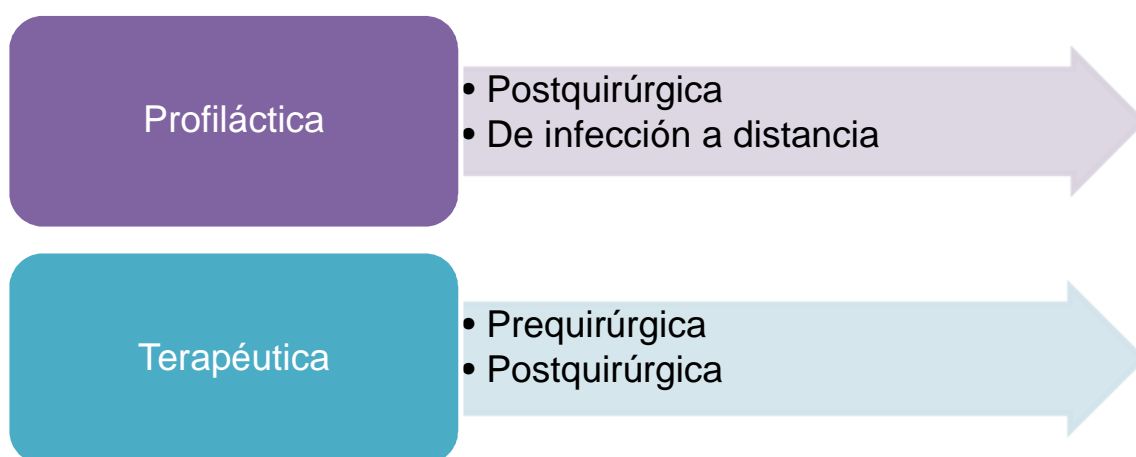 Profiláctica
• Postquirúrgica
• De infección a distancia
Terapéutica
• Prequirúrgica
• Postquirúrgica